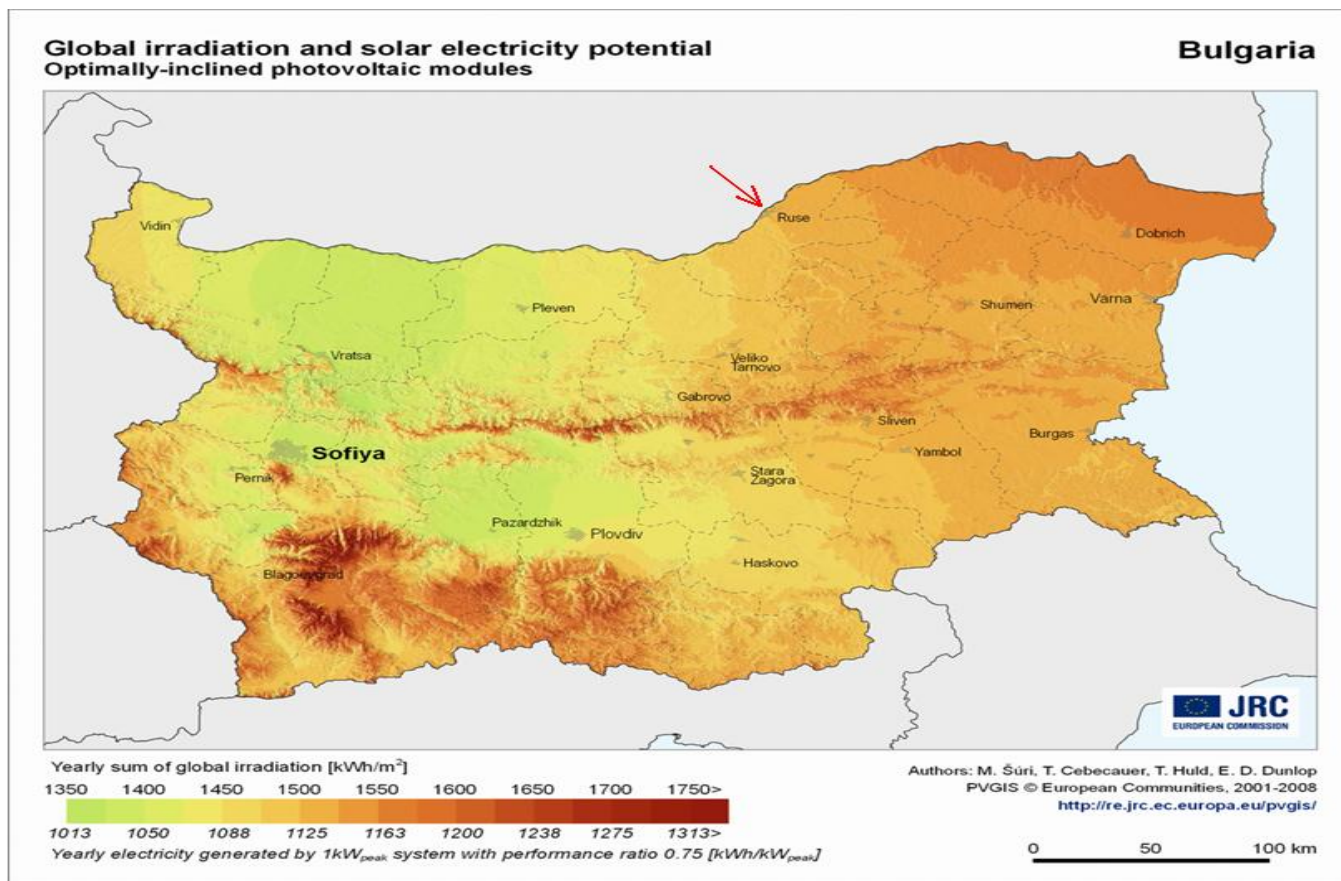 Global irradiation and solar electricity potential
Optimally-inclined photovoltaic modules
Bulgaria
Vidin
Ruse
Dobrich
Pleven
Shumen
Varna
Vratsa
Veliko
Tarnovo
Gabrovo
Sliven
Burgas
Sofiya
Yambol
Pernik
Stara
Zagora
Pazardzhik
Plovdiv
Haskovo
Blagoevgrad
JRC
EUROPEAN COMMISSION
Yearly sum of global irradiation [kWh/m²]
1350 1400 1450 1500 1550 1600 1650 1700 1750>
1013 1050 1088 1125 1163 1200 1238 1275 1313>
Yearly electricity generated by 1kWpeak system with performance ratio 0.75 [kWh/kWpeak]
Authors: M. Šúri, T. Cebecauer, T. Huld, E. D. Dunlop
PVGIS © European Communities, 2001-2008
http://re.jrc.ec.europa.eu/pvgis/
0 50 100 km